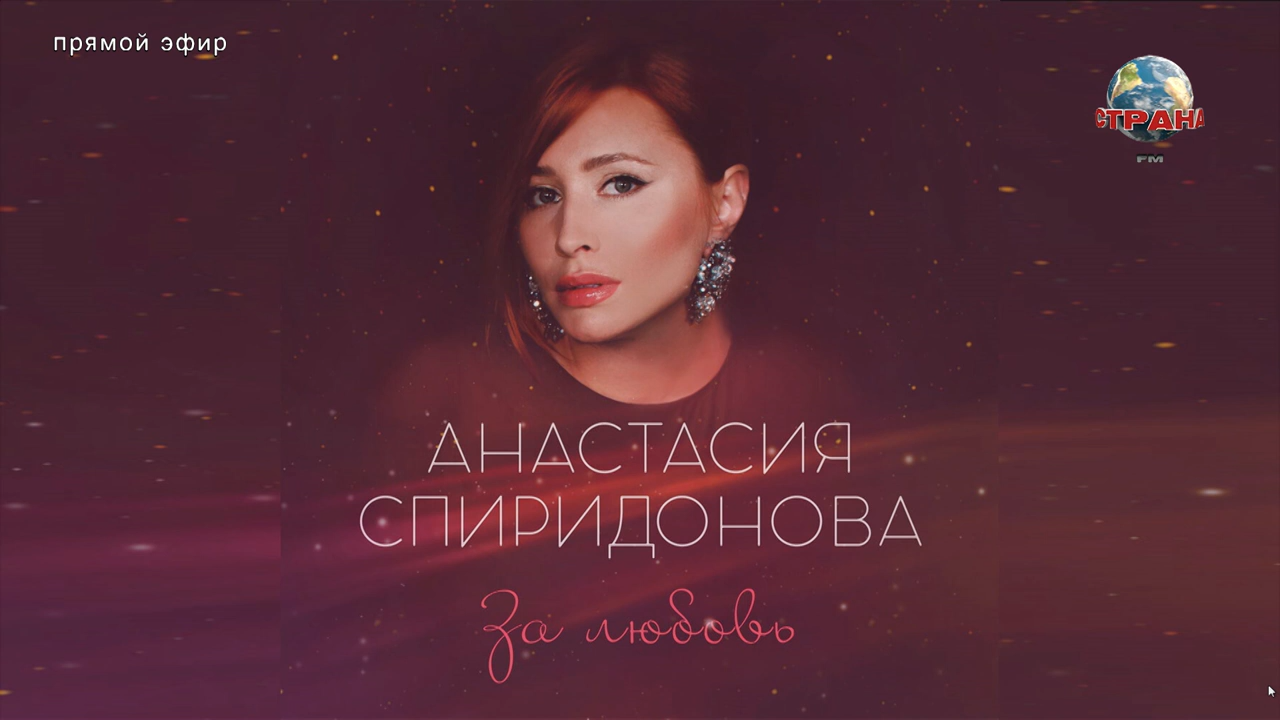 прямой эфир
СТРАНА
FM
АНАСТАСИЯ
СПИРИДОНОВА
За любовь